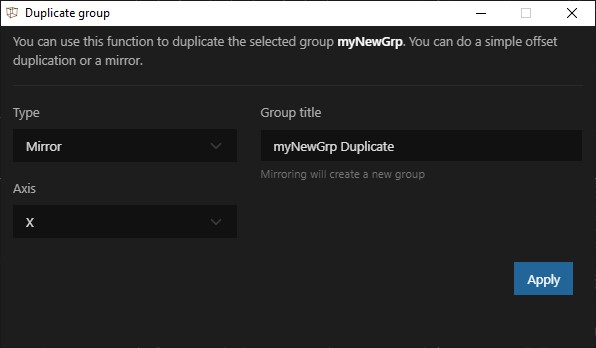 Duplicate group
You can use this function to duplicate the selected group myNewGrp. You can do a simple offset
duplication or a mirror.
Type
Group title
Mirror
myNewGrp Duplicate
Mirroring will create a new group
Axis
X
Apply